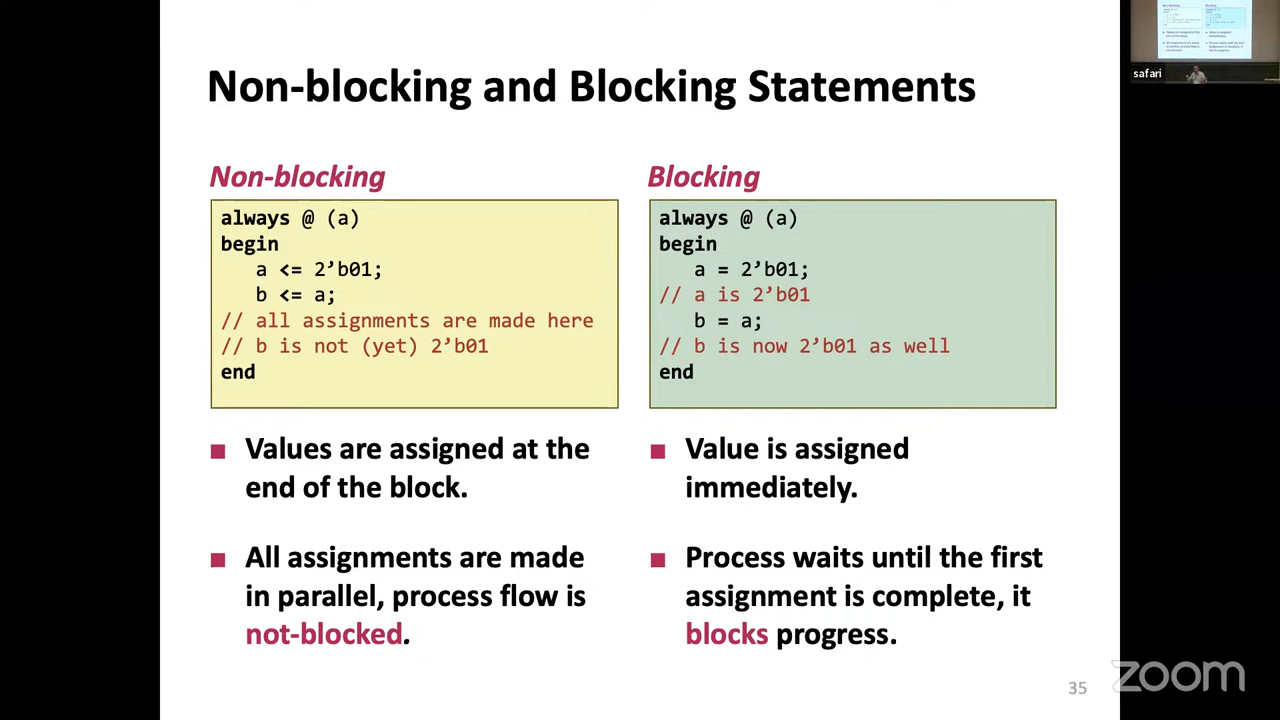 Non-blocking and Blocking Statements
Non-blocking
always @ (a)
begin
a <= 2’b01;
b <= a;
// all assignments are made here
// b is not (yet) 2’b01
end
■ Values are assigned at the
end of the block.
■ All assignments are made
in parallel, process flow is
not-blocked.
Blocking
always @ (a)
begin
a = 2’b01;
// a is 2’b01
b = a;
// b is now 2’b01 as well
end
■ Value is assigned
immediately.
■ Process waits until the first
assignment is complete, it
blocks progress.
35
safari
zoom